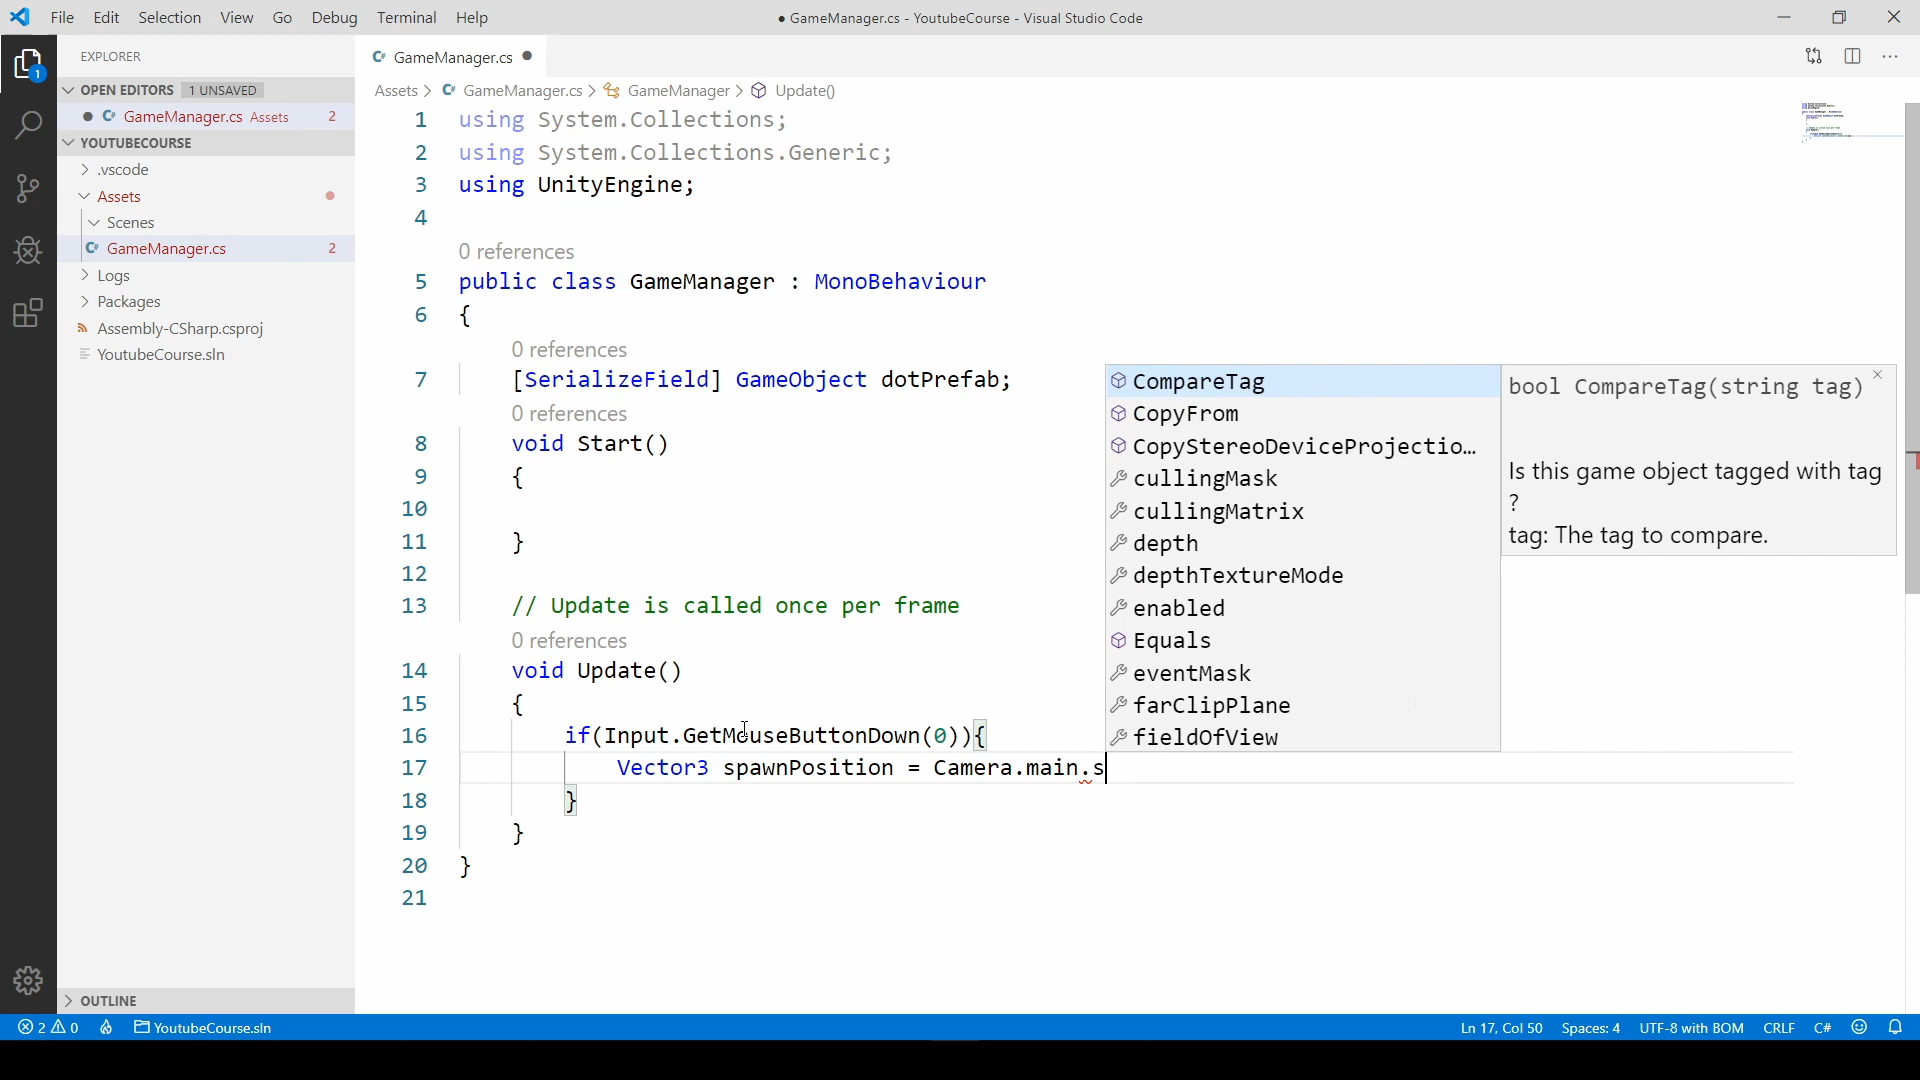 File Edit Selection View Go Debug Terminal Help
● GameManager.cs - YoutubeCourse - Visual Studio Code
EXPLORER
OPEN EDITORS 1 UNSAVED
● GameManager.cs Assets 2
YOUTUBECOURSE
.vscode
Assets
Scenes
GameManager.cs 2
Logs
Packages
Assembly-CSharp.csproj
YoutubeCourse.sln
OUTLINE
1
GameManager.cs ●
Assets > GameManager.cs > GameManager > Update()
1 using System.Collections;
2 using System.Collections.Generic;
3 using UnityEngine;
4
0 references
5 public class GameManager : MonoBehaviour
6 {
0 references
7 [SerializeField] GameObject dotPrefab;
0 references
8 void Start()
9 {
10
11 }
12
13 // Update is called once per frame
0 references
14 void Update()
15 {
16 if(Input.GetMouseButtonDown(0)){
17 Vector3 spawnPosition = Camera.main.s
18 }
19 }
20 }
21
CompareTag
CopyFrom
CopyStereoDeviceProjectio…
cullingMask
cullingMatrix
depth
depthTextureMode
enabled
Equals
eventMask
farClipPlane
fieldOfView
bool CompareTag(string tag)
Is this game object tagged with tag
?
tag: The tag to compare.
2 0 YoutubeCourse.sln
Ln 17, Col 50 Spaces: 4 UTF-8 with BOM CRLF C#